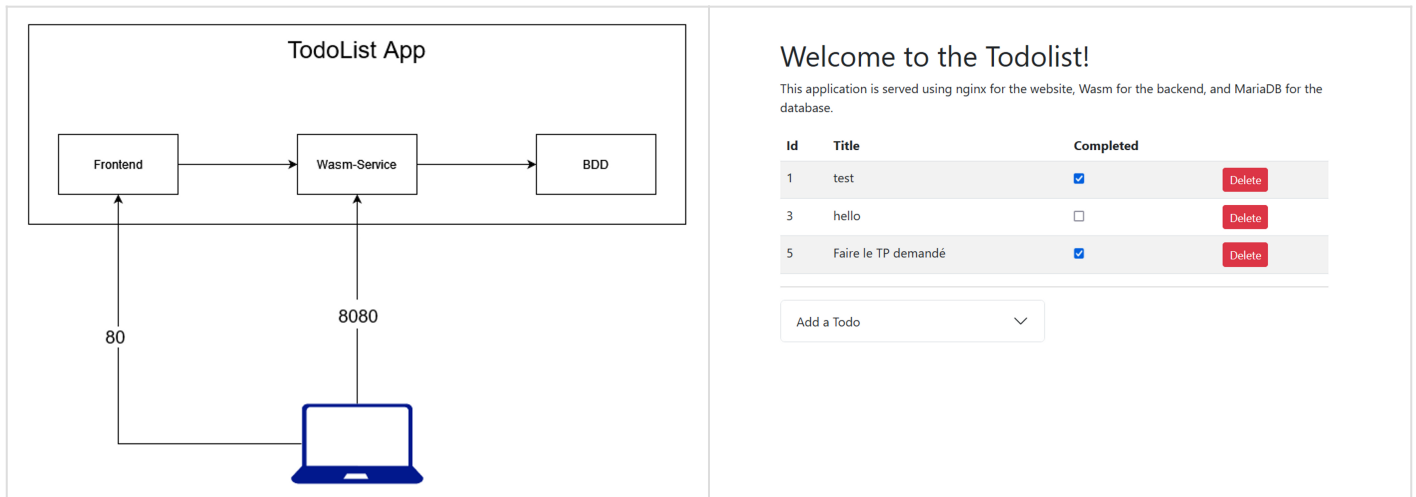 TodoList App
Frontend
Wasm-Service
BDD
80
8080
Welcome to the Todolist!
This application is served using nginx for the website, Wasm for the backend, and MariaDB for the
database.
Id Title Completed
1 test Delete
3 hello Delete
5 Faire le TP demandé Delete
Add a Todo